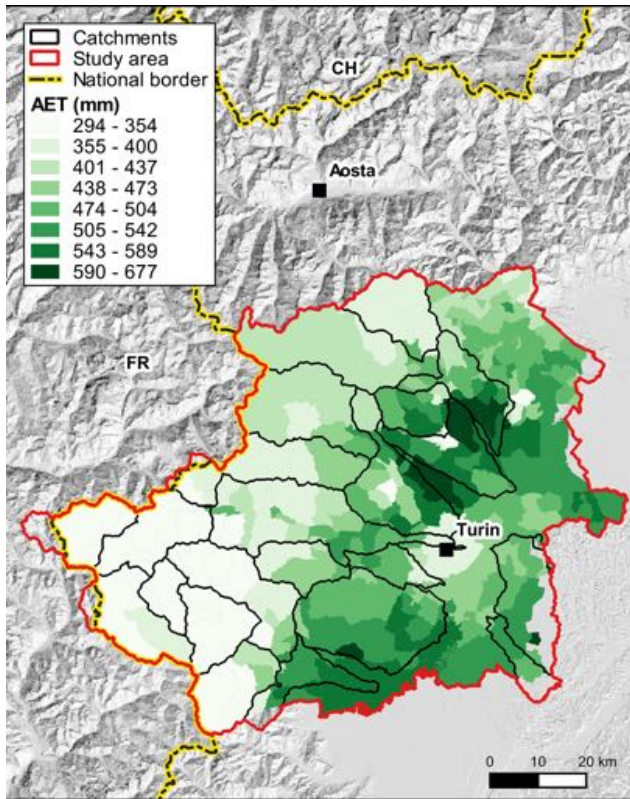 Catchments
Study area
National border
AET (mm)
294 - 354
355 - 400
401 - 437
438 - 473
474 - 504
505 - 542
543 - 589
590 - 677
CH
Aosta
FR
Turin
0 10 20 km